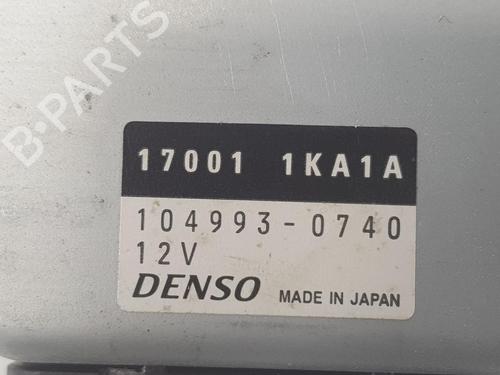 B-PARTS
17001 1KA1A
104993-0740
12V
DENSO MADE IN JAPAN